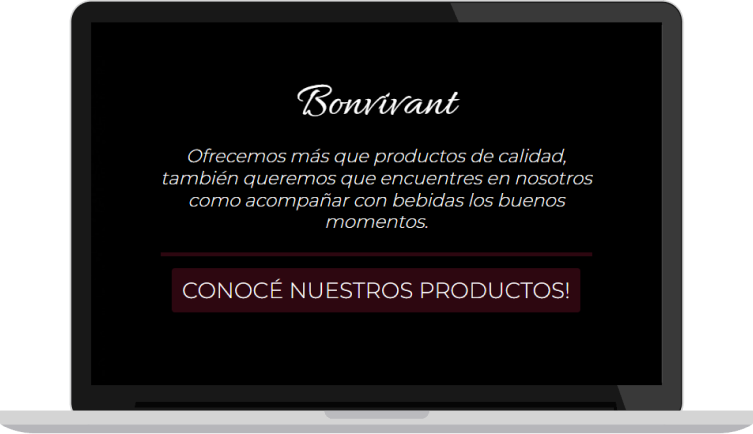 Bonvivant
Ofrecemos más que productos de calidad,
también queremos que encuentres en nosotros
como acompañar con bebidas los buenos
momentos.
CONOCÉ NUESTROS PRODUCTOS!